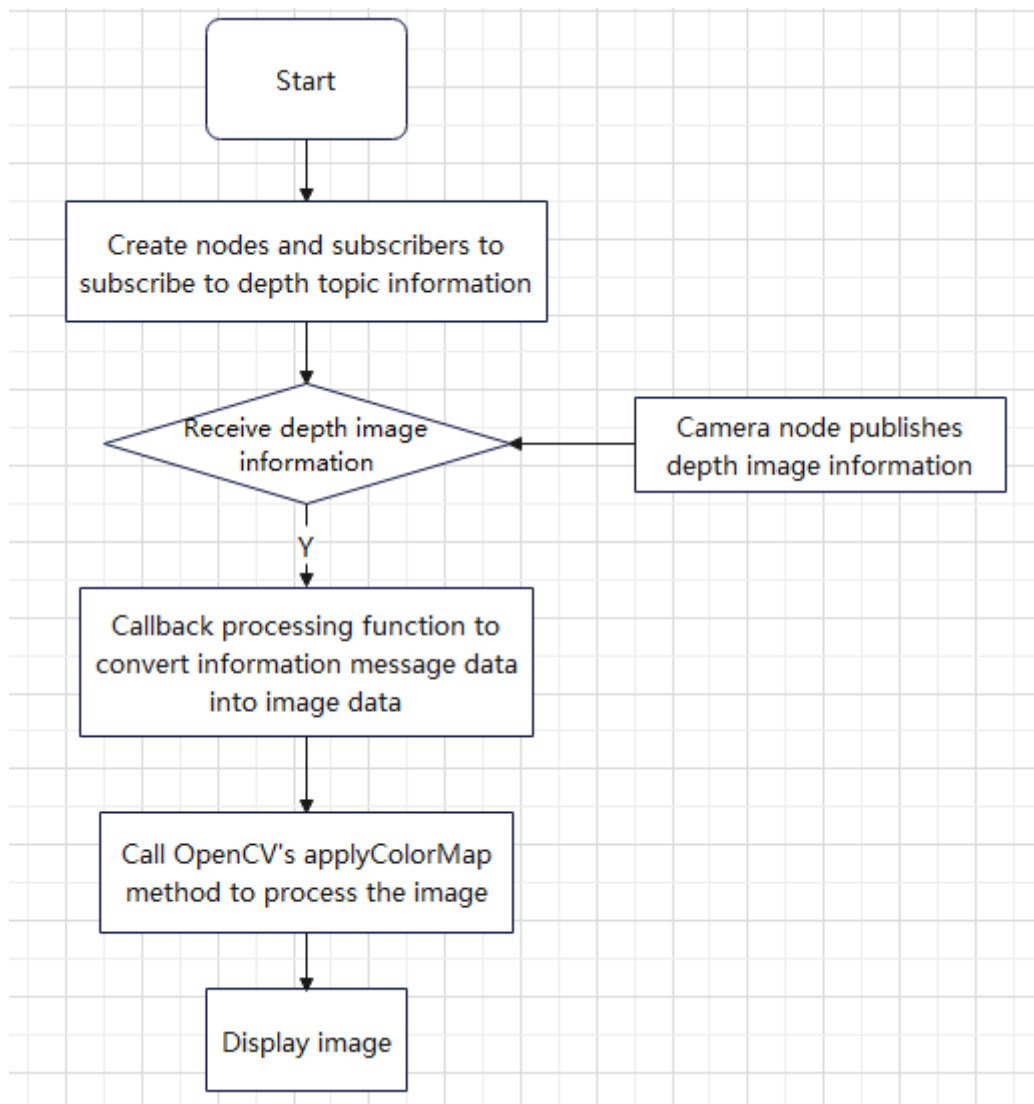 Start
Create nodes and subscribers to
subscribe to depth topic information
Receive depth image
information
Camera node publishes
depth image information
Y
Callback processing function to
convert information message data
into image data
Call OpenCV's applyColorMap
method to process the image
Display image